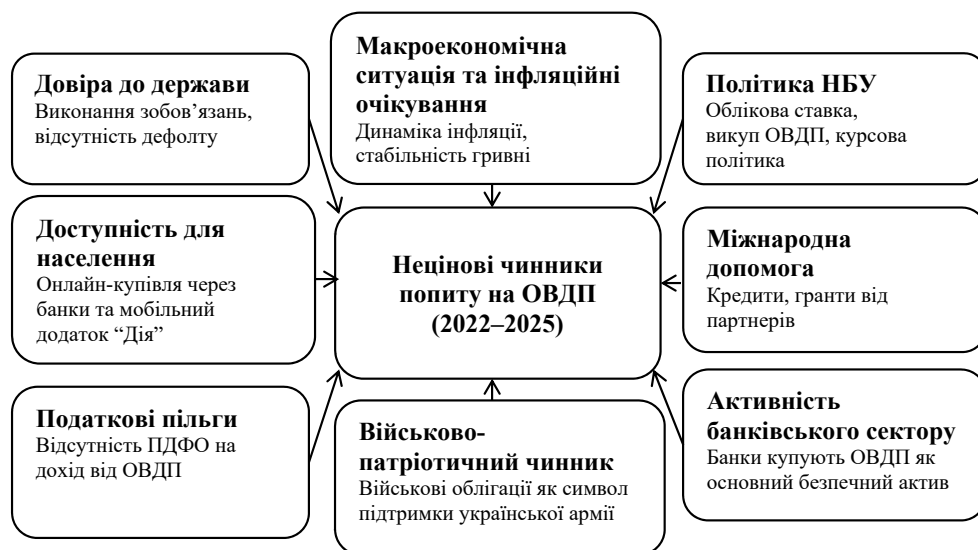 Довіра до держави
Виконання зобов’язань,
відсутність дефолту
Макроекономічна
ситуація та інфляційні
очікування
Динаміка інфляції,
стабільність гривні
Політика НБУ
Облікова ставка,
викуп ОВДП, курсова
політика
Доступність для
населення
Онлайн-купівля через
банки та мобільний
додаток “Дія”
Нецінові чинники
попиту на ОВДП
(2022–2025)
Міжнародна
допомога
Кредити, гранти від
партнерів
Податкові пільги
Відсутність ПДФО на
дохід від ОВДП
Військово-
патріотичний чинник
Військові облігації як символ
підтримки української армії
Активність
банківського сектору
Банки купують ОВДП як
основний безпечний актив